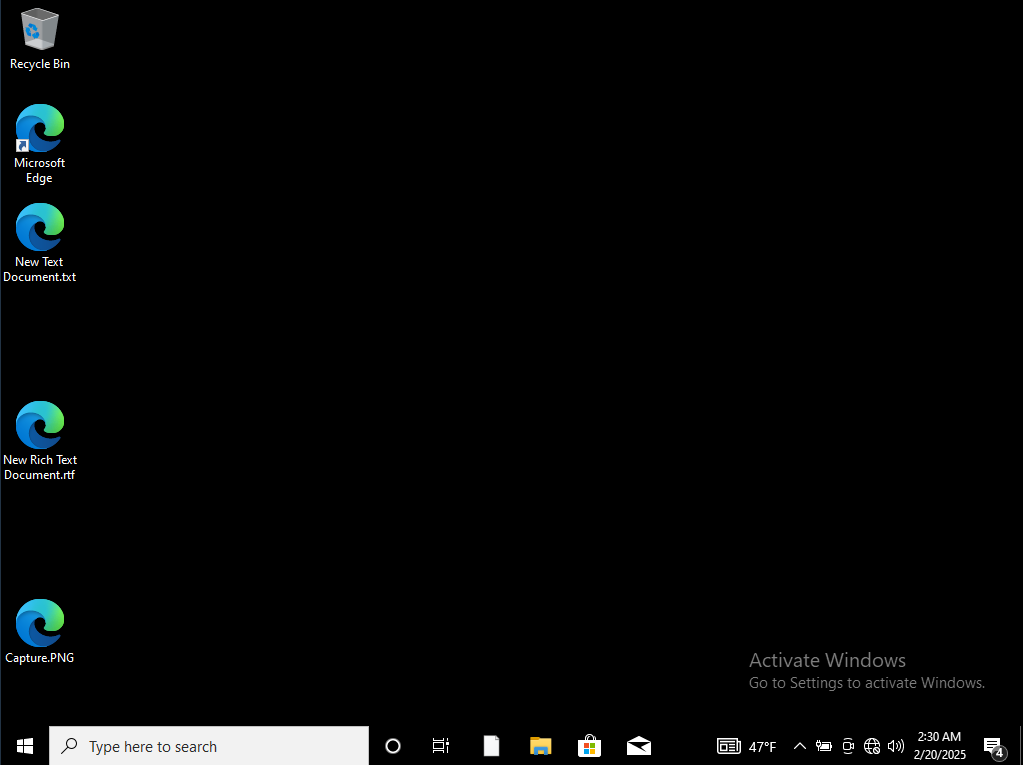 Recycle Bin
Microsoft
Edge
New Text
Document.txt
New Rich Text
Document.rtf
Capture.PNG
Activate Windows
Go to Settings to activate Windows.
Type here to search
47°F
2:30 AM
2/20/2025
4